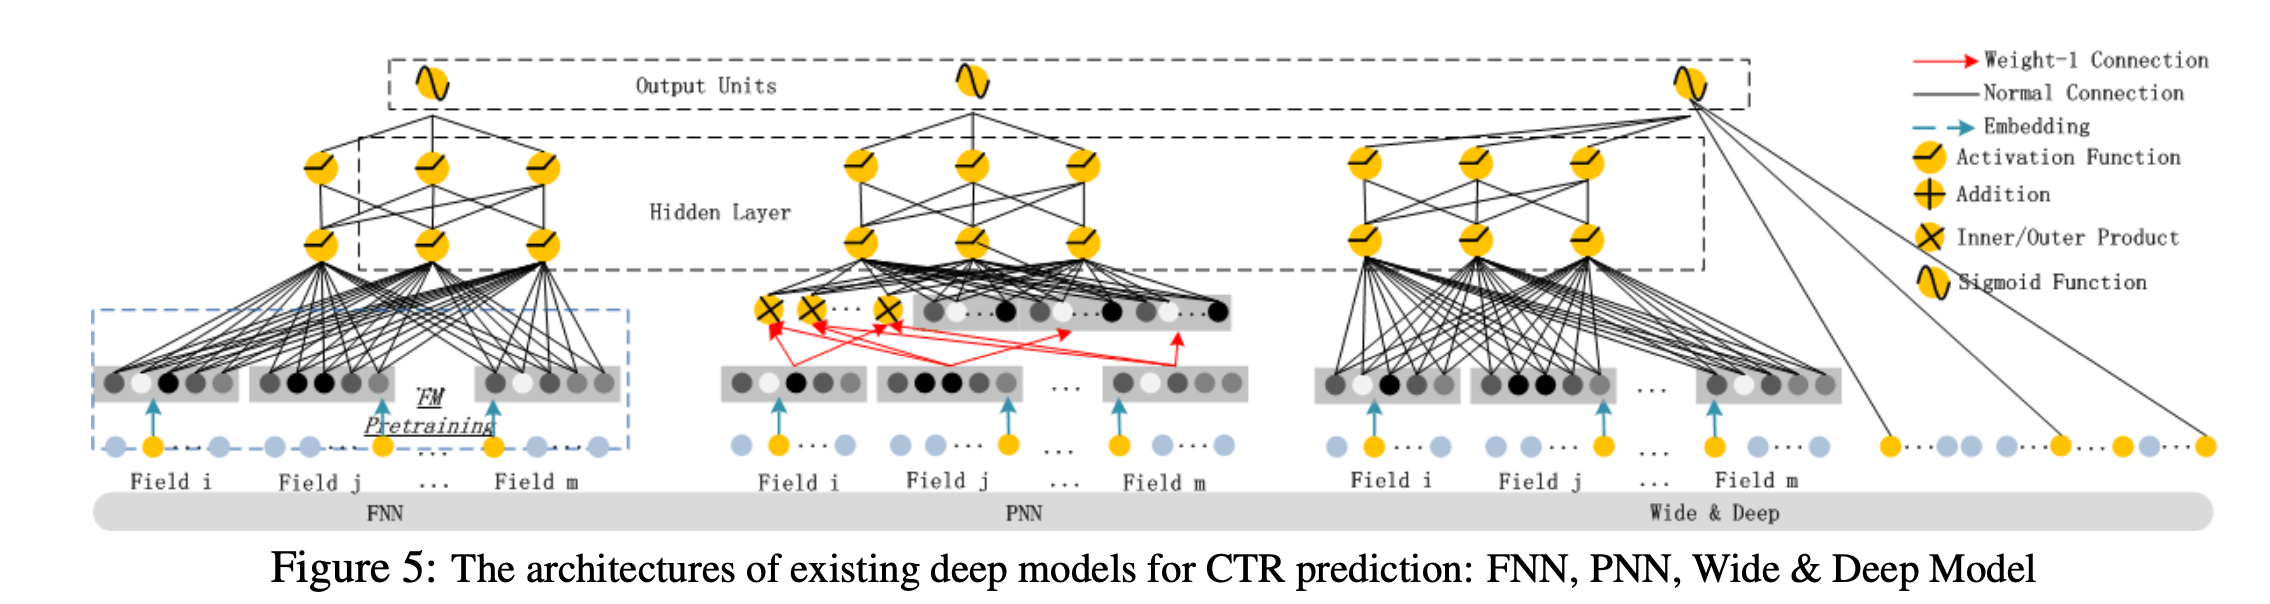 Output Units
Hidden Layer
Weight-1 Connection
Normal Connection
Embedding
Activation Function
Addition
Inner/Outer Product
Sigmoid Function
FM
Pretraining
Field i
Field j
...
Field m
Field i
Field j
...
Field m
Field i
Field j
...
Field m
FNN
PNN
Wide & Deep
Figure 5: The architectures of existing deep models for CTR prediction: FNN, PNN, Wide & Deep Model